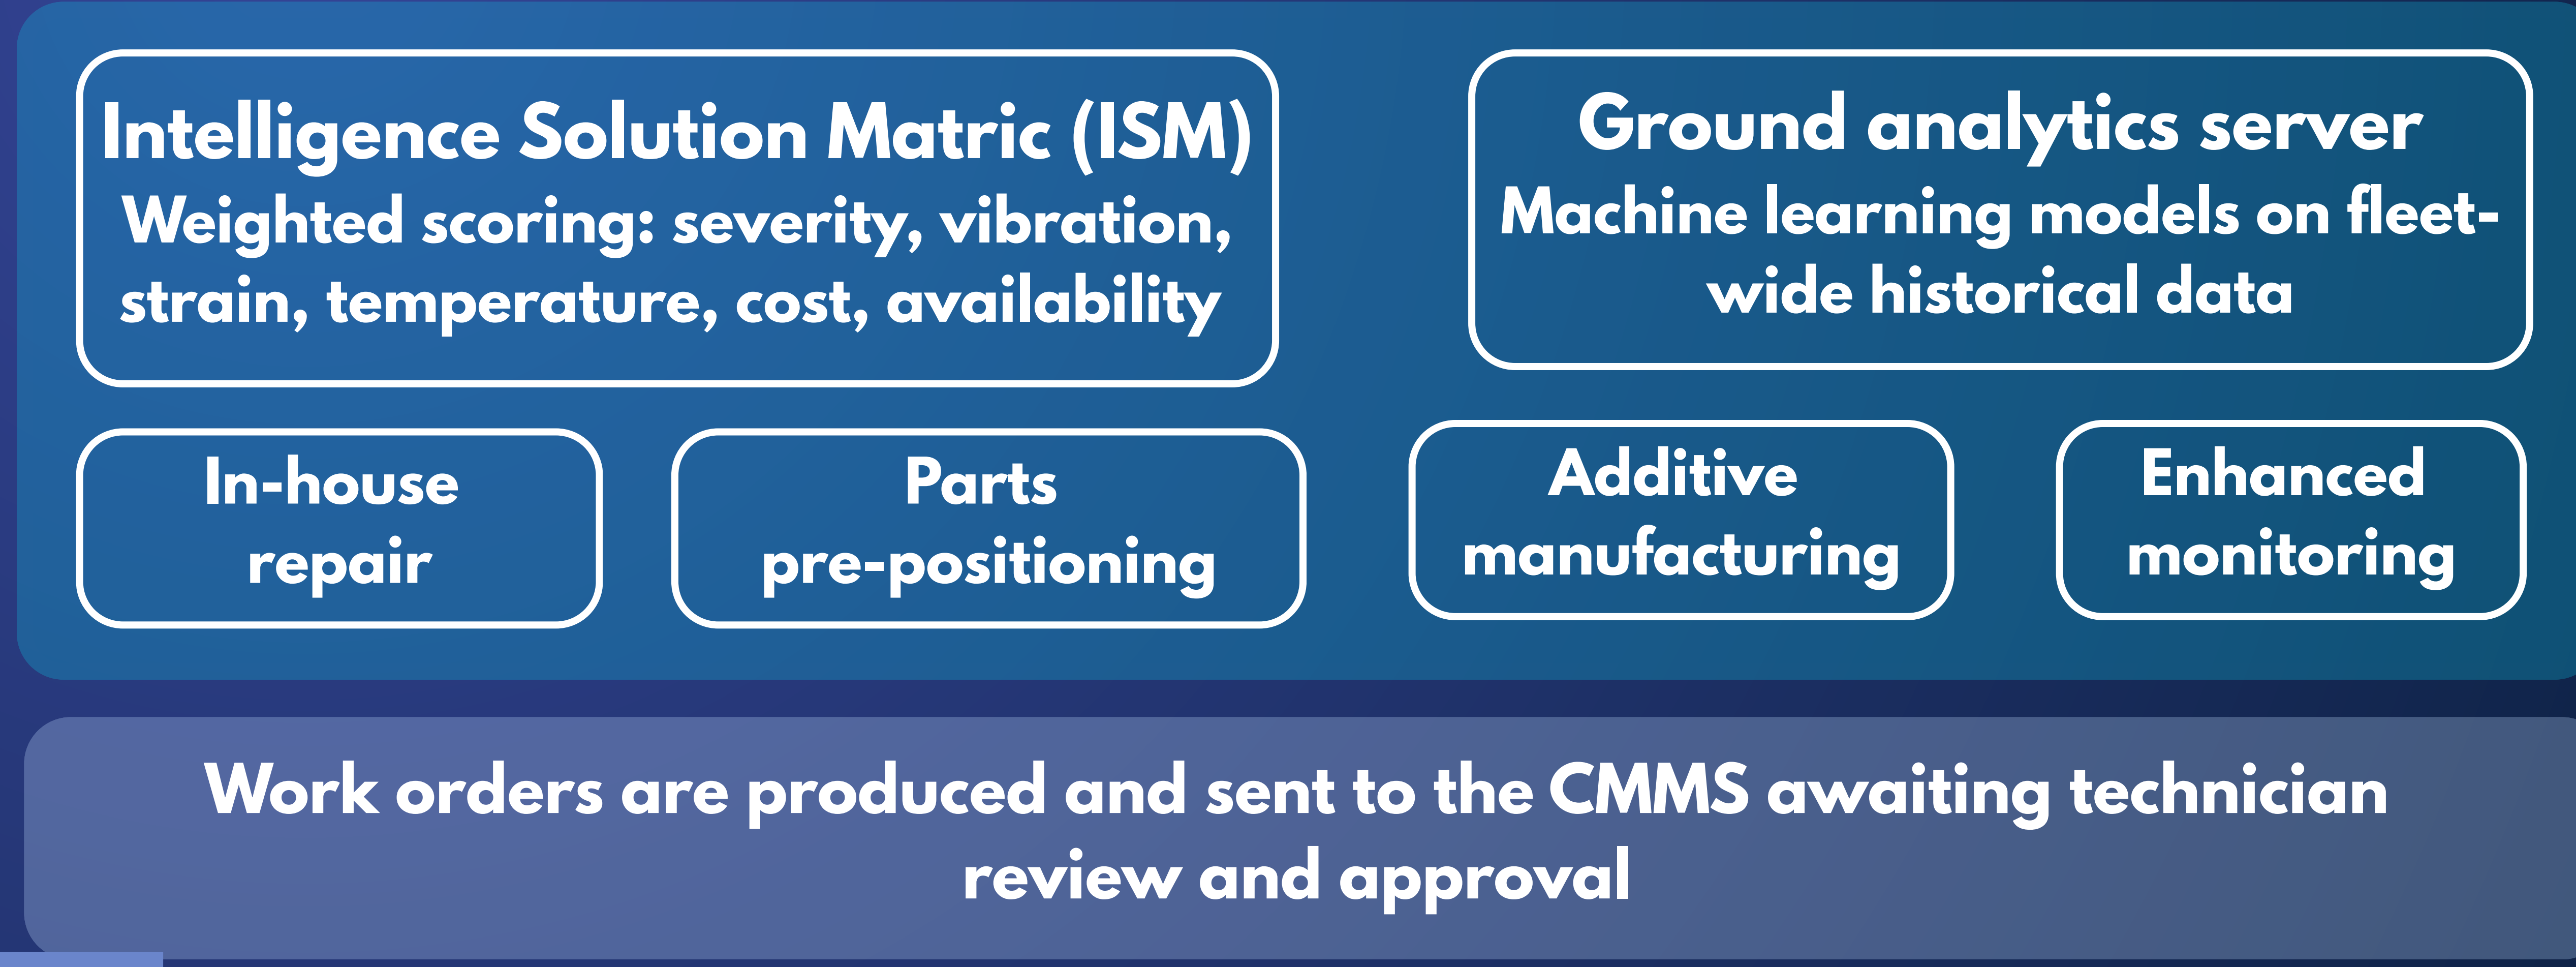 Intelligence Solution Matric (ISM)
Weighted scoring: severity, vibration,
strain, temperature, cost, availability
Ground analytics server
Machine learning models on fleet-
wide historical data
In-house
repair
Parts
pre-positioning
Additive
manufacturing
Enhanced
monitoring
Work orders are produced and sent to the CMMS awaiting technician
review and approval